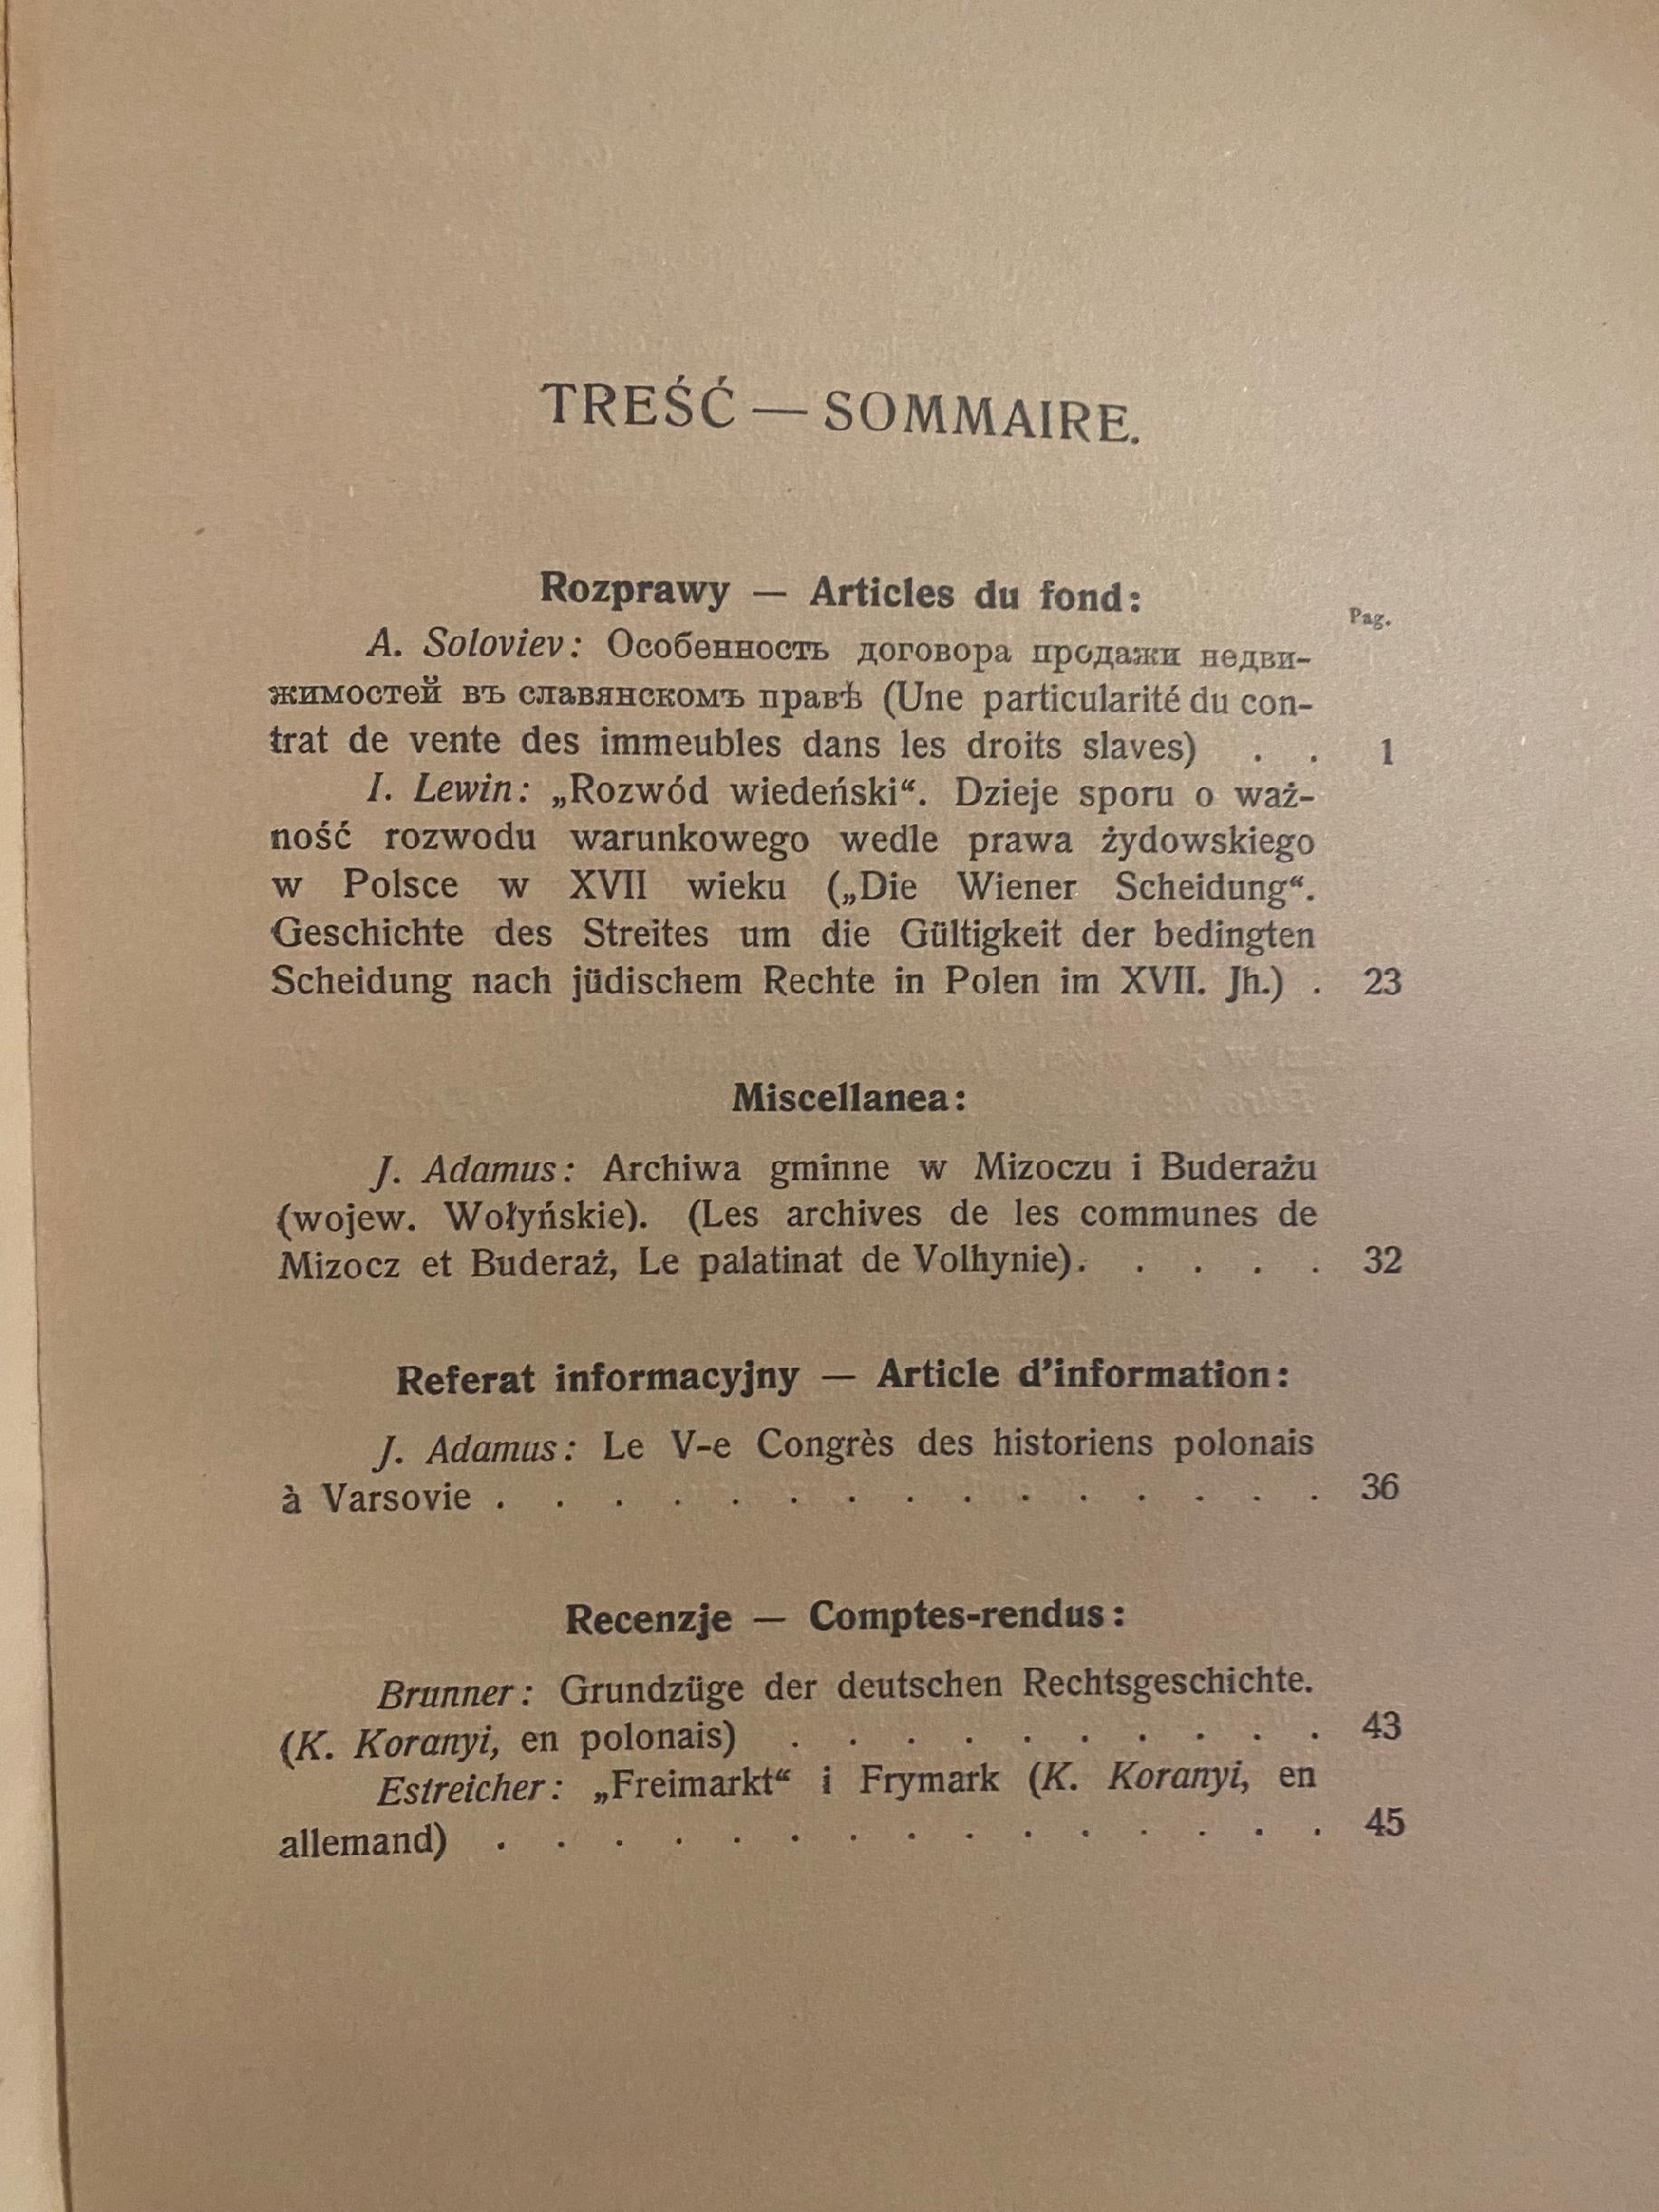 TREŚĆ — SOMMAIRE.
Rozprawy — Articles du fond:
Pag.
A. Soloviev: Особенность договора продажи недви-
жимостей въ славянскомъ правѣ (Une particularité du con-
trat de vente des immeubles dans les droits slaves) . . 1
I. Lewin: „Rozwód wiedeński“. Dzieje sporu o waż-
ność rozwodu warunkowego wedle prawa żydowskiego
w Polsce w XVII wieku („Die Wiener Scheidung“.
Geschichte des Streites um die Gültigkeit der bedingten
Scheidung nach jüdischem Rechte in Polen im XVII. Jh.) . 23
Miscellanea:
J. Adamus: Archiwa gminne w Mizoczu i Buderażu
(wojew. Wołyńskie). (Les archives de les communes de
Mizocz et Buderaż, Le palatinat de Volhynie). . . . . 32
Referat informacyjny — Article d'information:
J. Adamus: Le V-e Congrès des historiens polonais
à Varsovie . . . . . . . . . . . . . . . 36
Recenzje — Comptes-rendus:
Brunner: Grundzüge der deutschen Rechtsgeschichte.
(K. Koranyi, en polonais) . . . . . . . . . . 43
Estreicher: „Freimarkt“ i Frymark (K. Koranyi, en
allemand) . . . . . . . . . . . . . . . 45